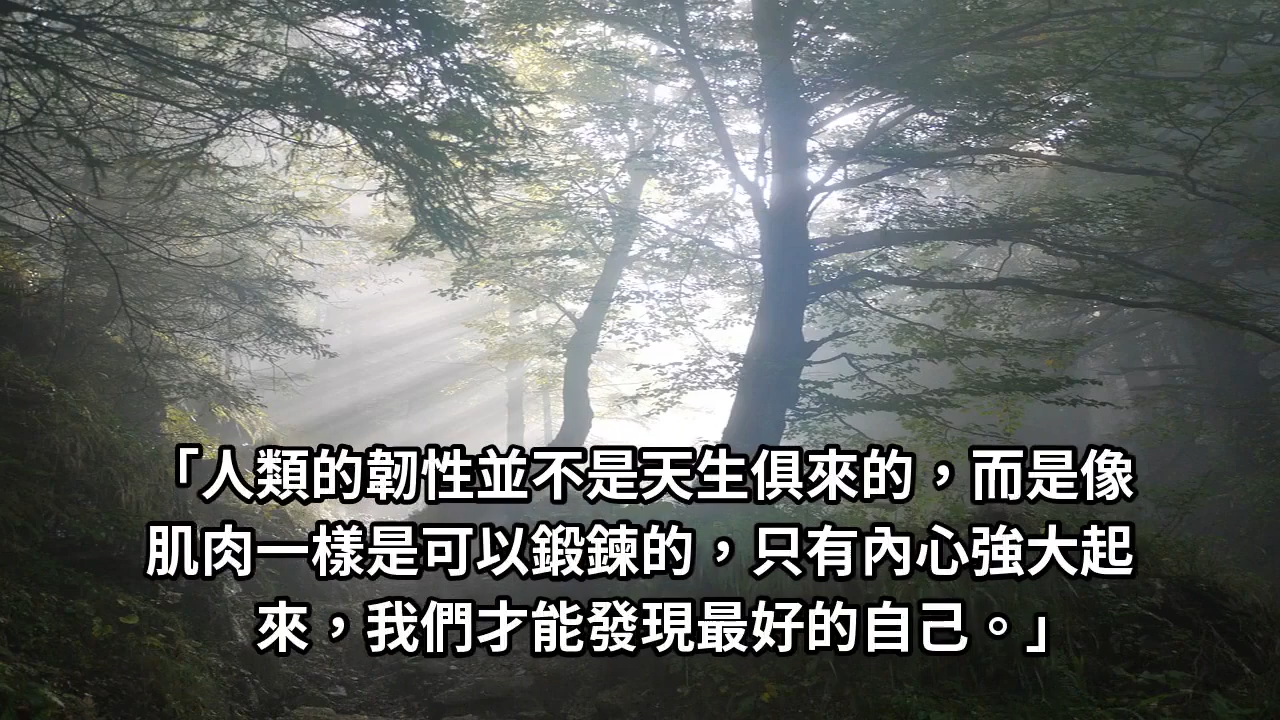 「人類的韌性並不是天生俱來的，而是像
肌肉一樣是可以鍛鍊的，只有內心強大起
來，我們才能發現最好的自己。」